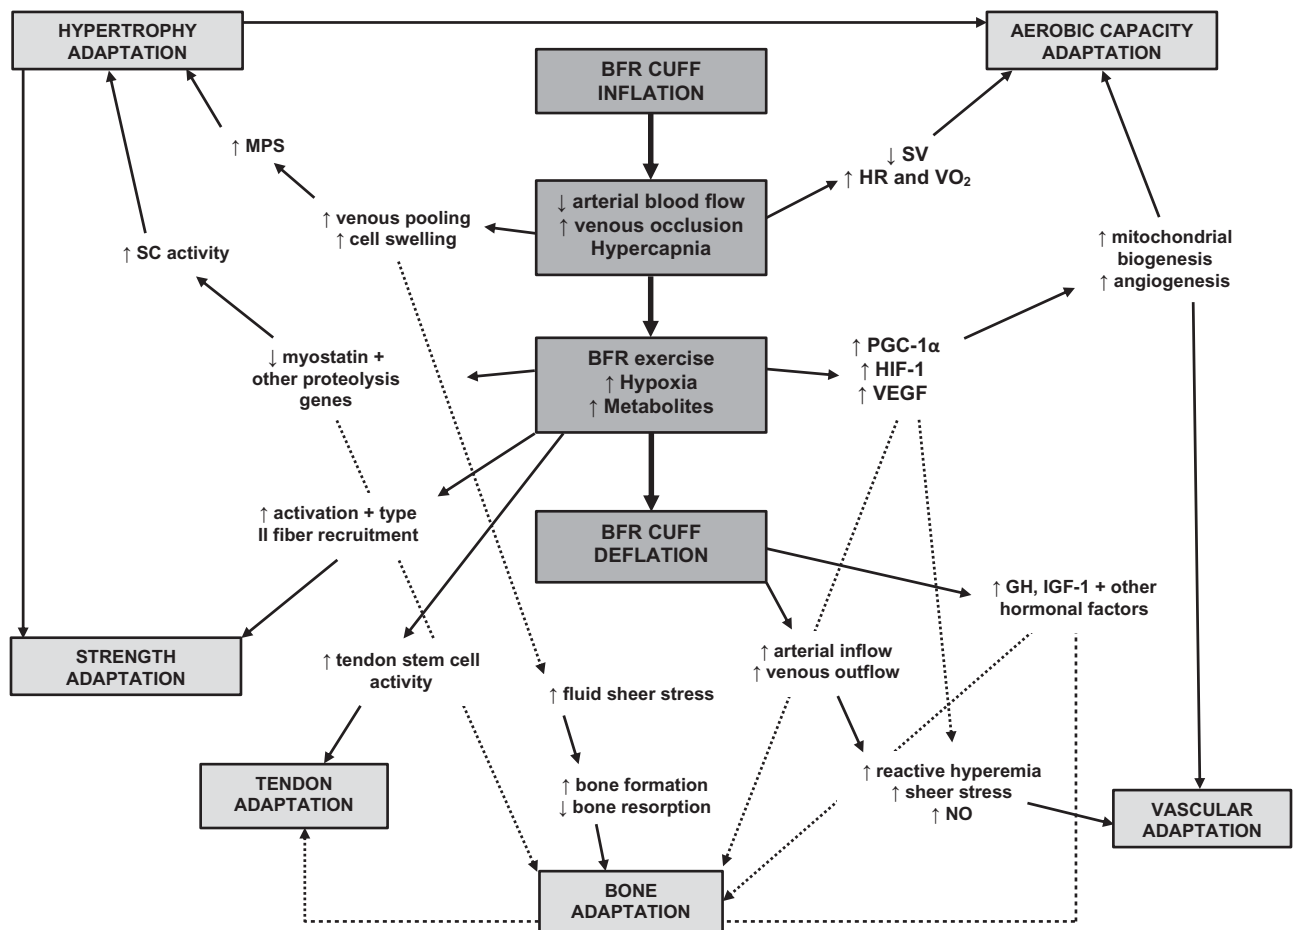 HYPERTROPHY
ADAPTATION
AEROBIC CAPACITY
ADAPTATION
BFR CUFF
INFLATION
↑ MPS
↓ SV
↑ HR and VO₂
↓ arterial blood flow
↑ venous occlusion
Hypercapnia
↑ venous pooling
↑ cell swelling
↑ SC activity
↑ mitochondrial
biogenesis
↑ angiogenesis
↓ myostatin +
other proteolysis
genes
BFR exercise
↑ Hypoxia
↑ Metabolites
↑ PGC-1α
↑ HIF-1
↑ VEGF
↑ activation + type
II fiber recruitment
BFR CUFF
DEFLATION
↑ GH, IGF-1 + other
hormonal factors
STRENGTH
ADAPTATION
↑ tendon stem cell
activity
↑ fluid sheer stress
↑ arterial inflow
↑ venous outflow
TENDON
ADAPTATION
↑ bone formation
↓ bone resorption
↑ reactive hyperemia
↑ sheer stress
↑ NO
VASCULAR
ADAPTATION
BONE
ADAPTATION